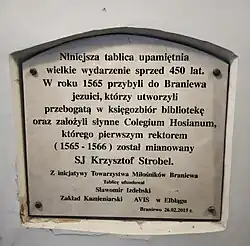 Niniejsza tablica upamiętnia
wielkie wydarzenie sprzed 450 lat.
W roku 1565 przybyli do Braniewa
jezuici, którzy utworzyli
przebogatą w księgozbiór bibliotekę
oraz założyli słynne Colegium Hosianum,
którego pierwszym rektorem
(1565 - 1566) został mianowany
SJ Krzysztof Strobel.
Z inicjatywy Towarzystwa Miłośników Braniewa
Tablicę ufundował
Sławomir Izdebski
Zakład Kamieniarski AVIS w Elblągu
Braniewo 26.02.2015 r.